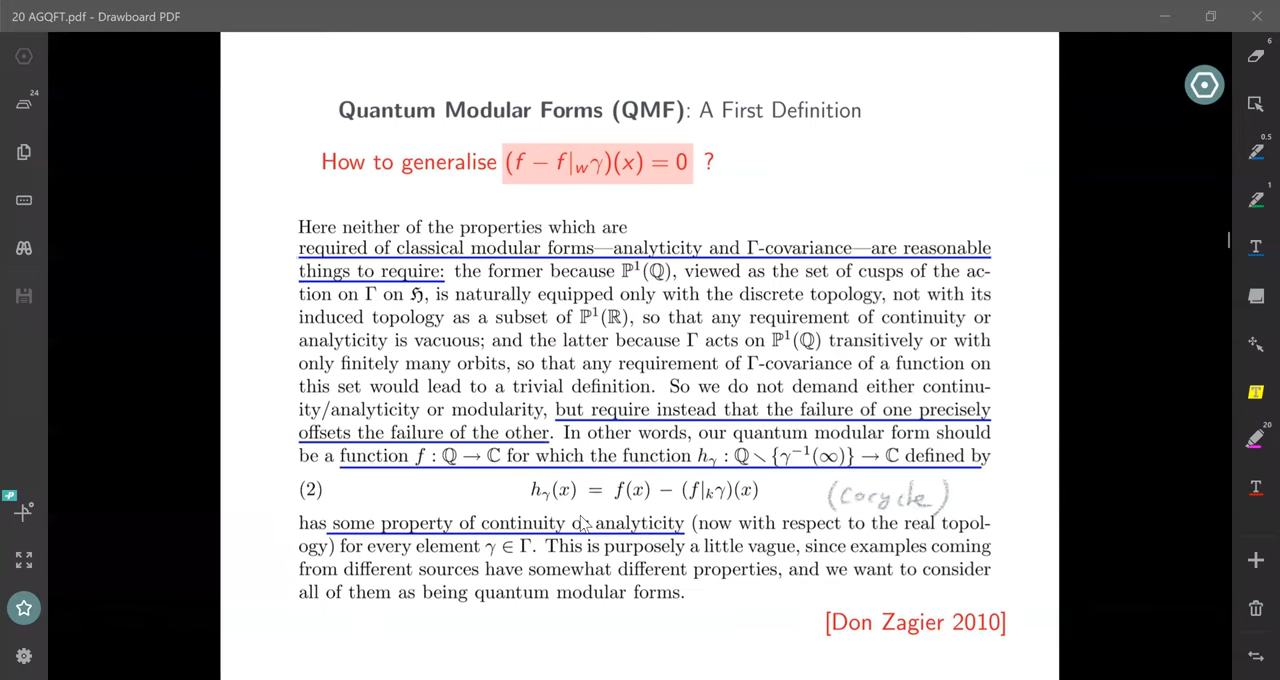 20 AGQFT.pdf - Drawboard PDF
6
24
0.5
1
20
Quantum Modular Forms (QMF): A First Definition
How to generalise (f − f|wγ)(x) = 0 ?
Here neither of the properties which are
required of classical modular forms—analyticity and Γ-covariance—are reasonable
things to require: the former because ℙ¹(ℚ), viewed as the set of cusps of the ac-
tion on Γ on ℌ, is naturally equipped only with the discrete topology, not with its
induced topology as a subset of ℙ¹(ℝ), so that any requirement of continuity or
analyticity is vacuous; and the latter because Γ acts on ℙ¹(ℚ) transitively or with
only finitely many orbits, so that any requirement of Γ-covariance of a function on
this set would lead to a trivial definition. So we do not demand either continu-
ity/analyticity or modularity, but require instead that the failure of one precisely
offsets the failure of the other. In other words, our quantum modular form should
be a function f : ℚ → ℂ for which the function hγ : ℚ ∖ {γ⁻¹(∞)} → ℂ defined by
(2) hγ(x) = f(x) − (f|kγ)(x) (cocycle)
has some property of continuity or analyticity (now with respect to the real topol-
ogy) for every element γ ∈ Γ. This is purposely a little vague, since examples coming
from different sources have somewhat different properties, and we want to consider
all of them as being quantum modular forms.
[Don Zagier 2010]